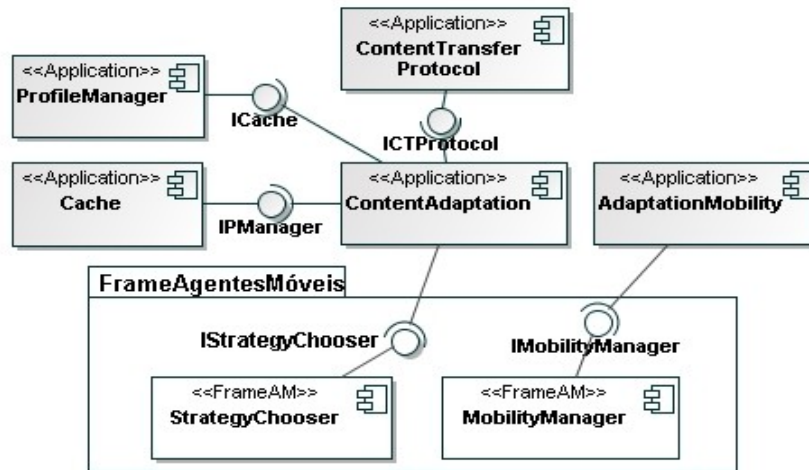 <<Application>>
ContentTransfer
Protocol
<<Application>>
ProfileManager
ICache
ICTProtocol
<<Application>>
Cache
IPManager
<<Application>>
ContentAdaptation
<<Application>>
AdaptationMobility
FrameAgentesMóveis
IStrategyChooser
IMobilityManager
<<FrameAM>>
StrategyChooser
<<FrameAM>>
MobilityManager